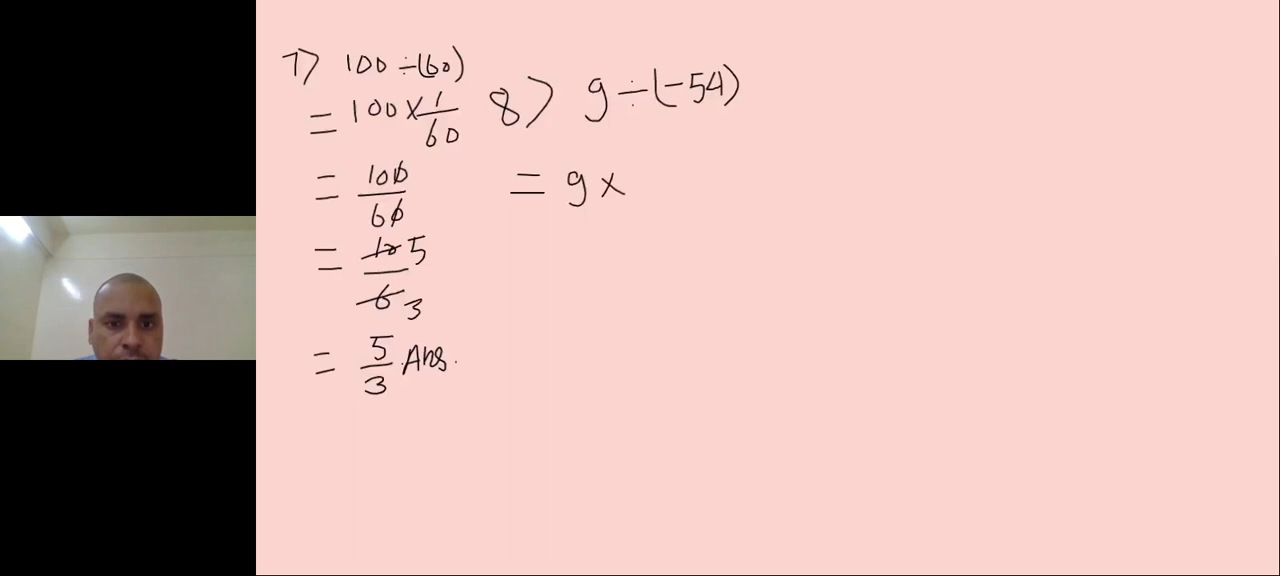 7) 100 ÷ (60)
= 100 × 1/60
= 100/60
= 10/6 5/3
= 5/3 Ans.
8) 9 ÷ (-54)
= 9 ×